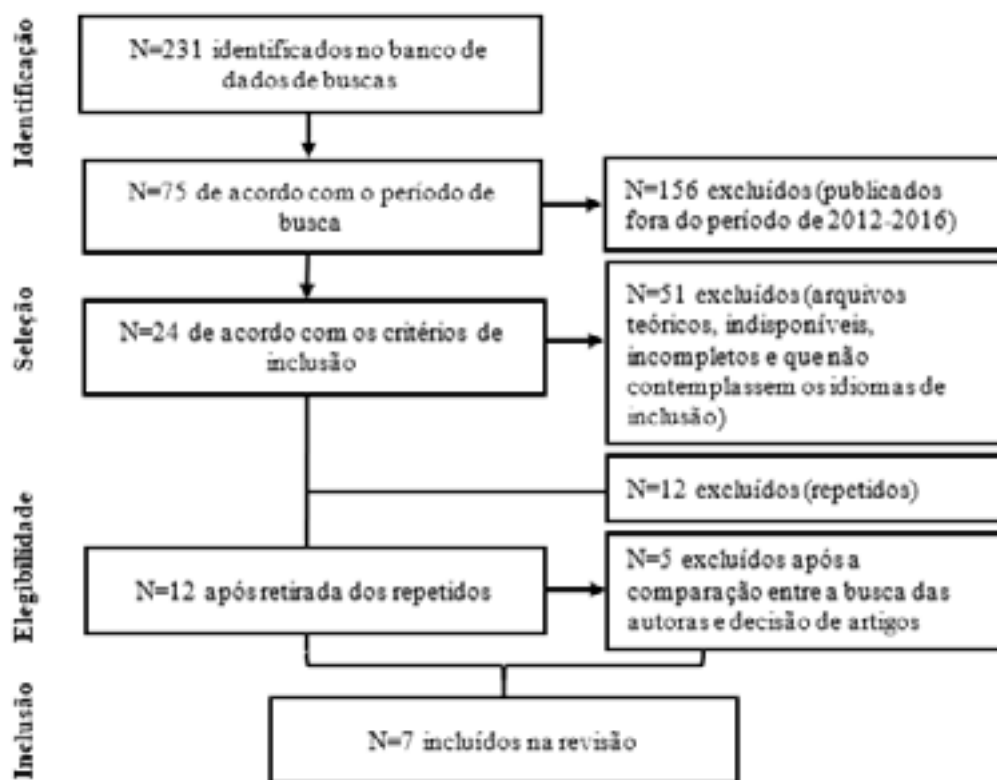 Identificação
N=231 identificados no banco de
dados de buscas
N=75 de acordo com o período de
busca
N=156 excluídos (publicados
fora do período de 2012-2016)
Seleção
N=24 de acordo com os critérios de
inclusão
N=51 excluídos (arquivos
teóricos, indisponíveis,
incompletos e que não
contemplassem os idiomas de
inclusão)
N=12 excluídos (repetidos)
Elegibilidade
N=12 após retirada dos repetidos
N=5 excluídos após a
comparação entre a busca das
autoras e decisão de artigos
Inclusão
N=7 incluídos na revisão